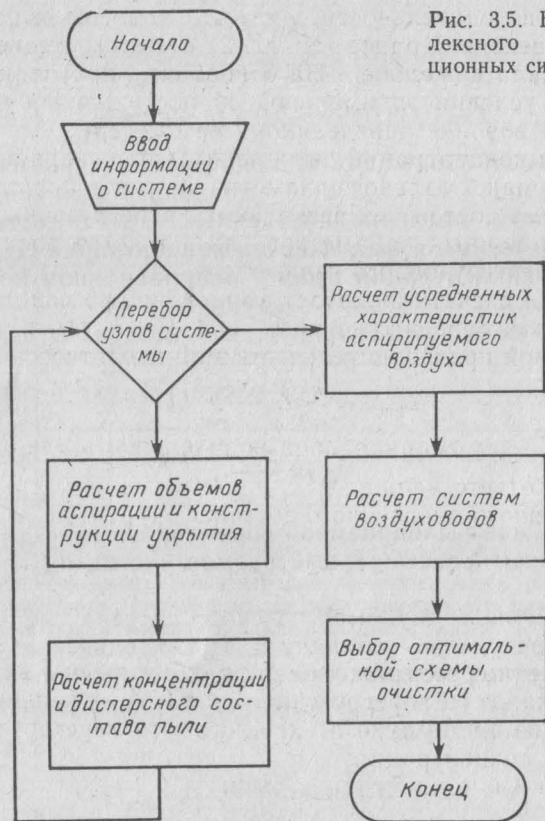 Начало
Рис. 3.5.
лексного
ционных си
Ввод
информации
о системе
Перебор
узлов систе-
мы
Расчет усредненных
характеристик
аспирируемого
воздуха
Расчет объемов
аспирации и конст-
рукции укрытия
Расчет систем
воздуховодов
Расчет концентрации
и дисперсного сос-
тава пыли
Выбор оптималь-
ной схемы
очистки
Конец